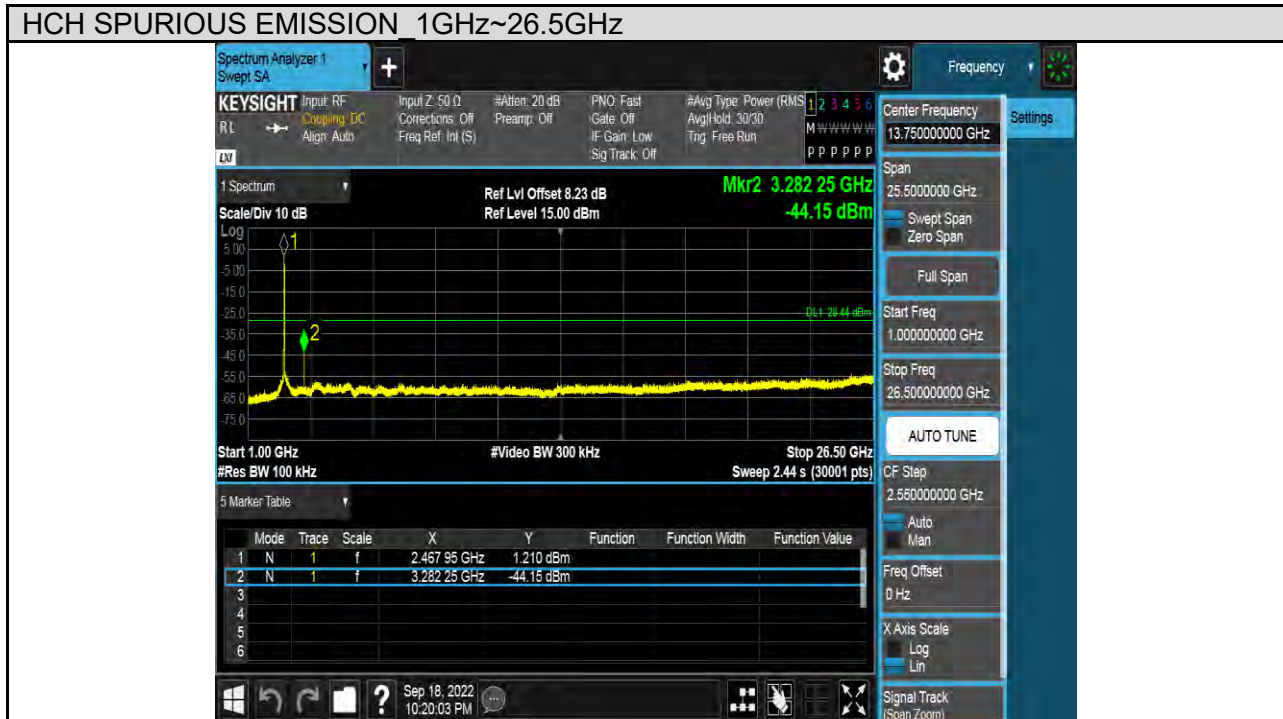 HCH SPURIOUS EMISSION_1GHz~26.5GHz
Spectrum Analyzer 1
Swept SA
+
Frequency
KEYSIGHT
RL
LXI
Input: RF
Coupling: DC
Align: Auto
Input Z: 50 Ω
Corrections: Off
Freq Ref: Int (S)
#Atten: 20 dB
Preamp: Off
PNO: Fast
Gate: Off
IF Gain: Low
Sig Track: Off
#Avg Type: Power (RMS
Avg|Hold: 30/30
Trig: Free Run
1 2 3 4 5 6
M W W W W W
P P P P P P
1 Spectrum
Scale/Div 10 dB
Ref Lvl Offset 8.23 dB
Ref Level 15.00 dBm
Mkr2 3.282 25 GHz
-44.15 dBm
Log
5.00
-5.00
-15.0
-25.0
-35.0
-45.0
-55.0
-65.0
-75.0
1
2
Start 1.00 GHz
#Res BW 100 kHz
#Video BW 300 kHz
Stop 26.50 GHz
Sweep 2.44 s (30001 pts)
5 Marker Table
Mode Trace Scale X Y Function Function Width Function Value
1 N 1 f 2.467 95 GHz 1.210 dBm
2 N 1 f 3.282 25 GHz -44.15 dBm
3
4
5
6
?
Sep 18, 2022
10:20:03 PM
Center Frequency
13.750000000 GHz
Settings
Span
25.5000000 GHz
Swept Span
Zero Span
Full Span
Start Freq
1.000000000 GHz
Stop Freq
26.500000000 GHz
AUTO TUNE
CF Step
2.550000000 GHz
Auto
Man
Freq Offset
0 Hz
X Axis Scale
Log
Lin
Signal Track
(Span Zoom)